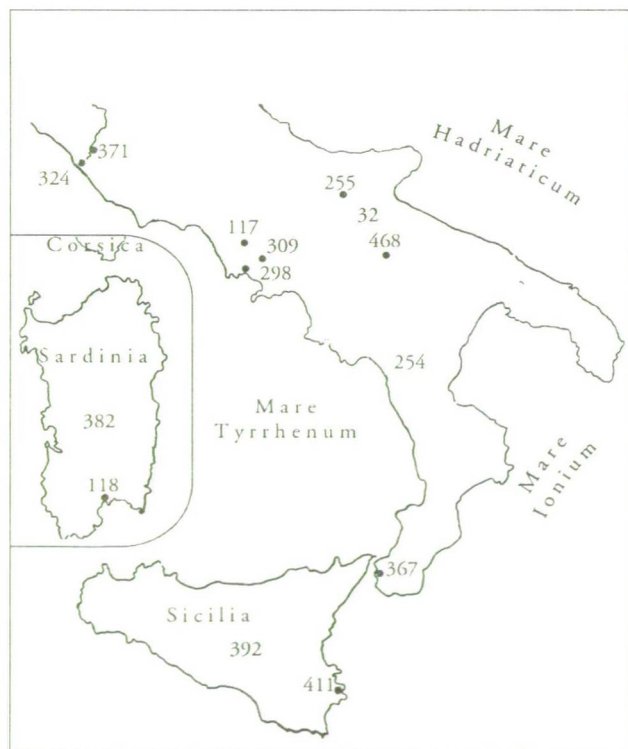 Mare
Hadriaticum
371
324
255
32
117
309
468
298
Corsica
Sardinia
254
Mare
Tyrrhenum
382
118
Mare
Ionium
367
Sicilia
392
411